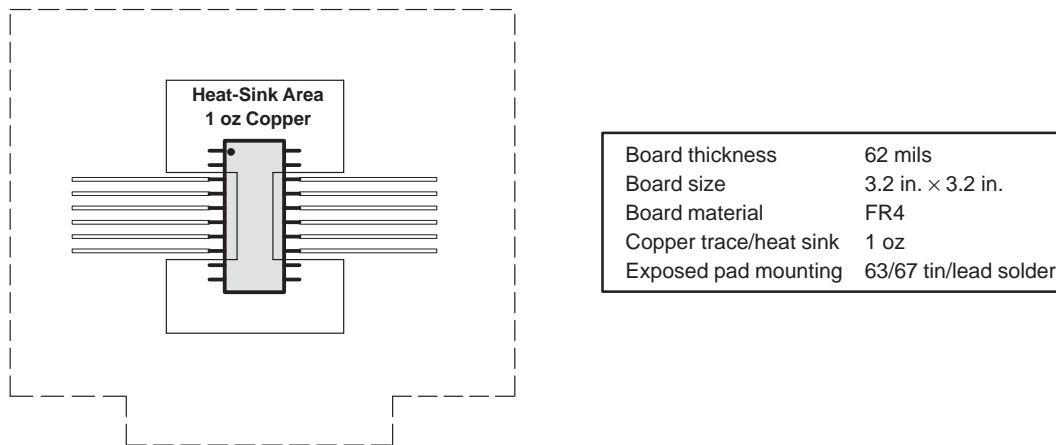 Heat-Sink Area
1 oz Copper
Board thickness 62 mils
Board size 3.2 in. × 3.2 in.
Board material FR4
Copper trace/heat sink 1 oz
Exposed pad mounting 63/67 tin/lead solder